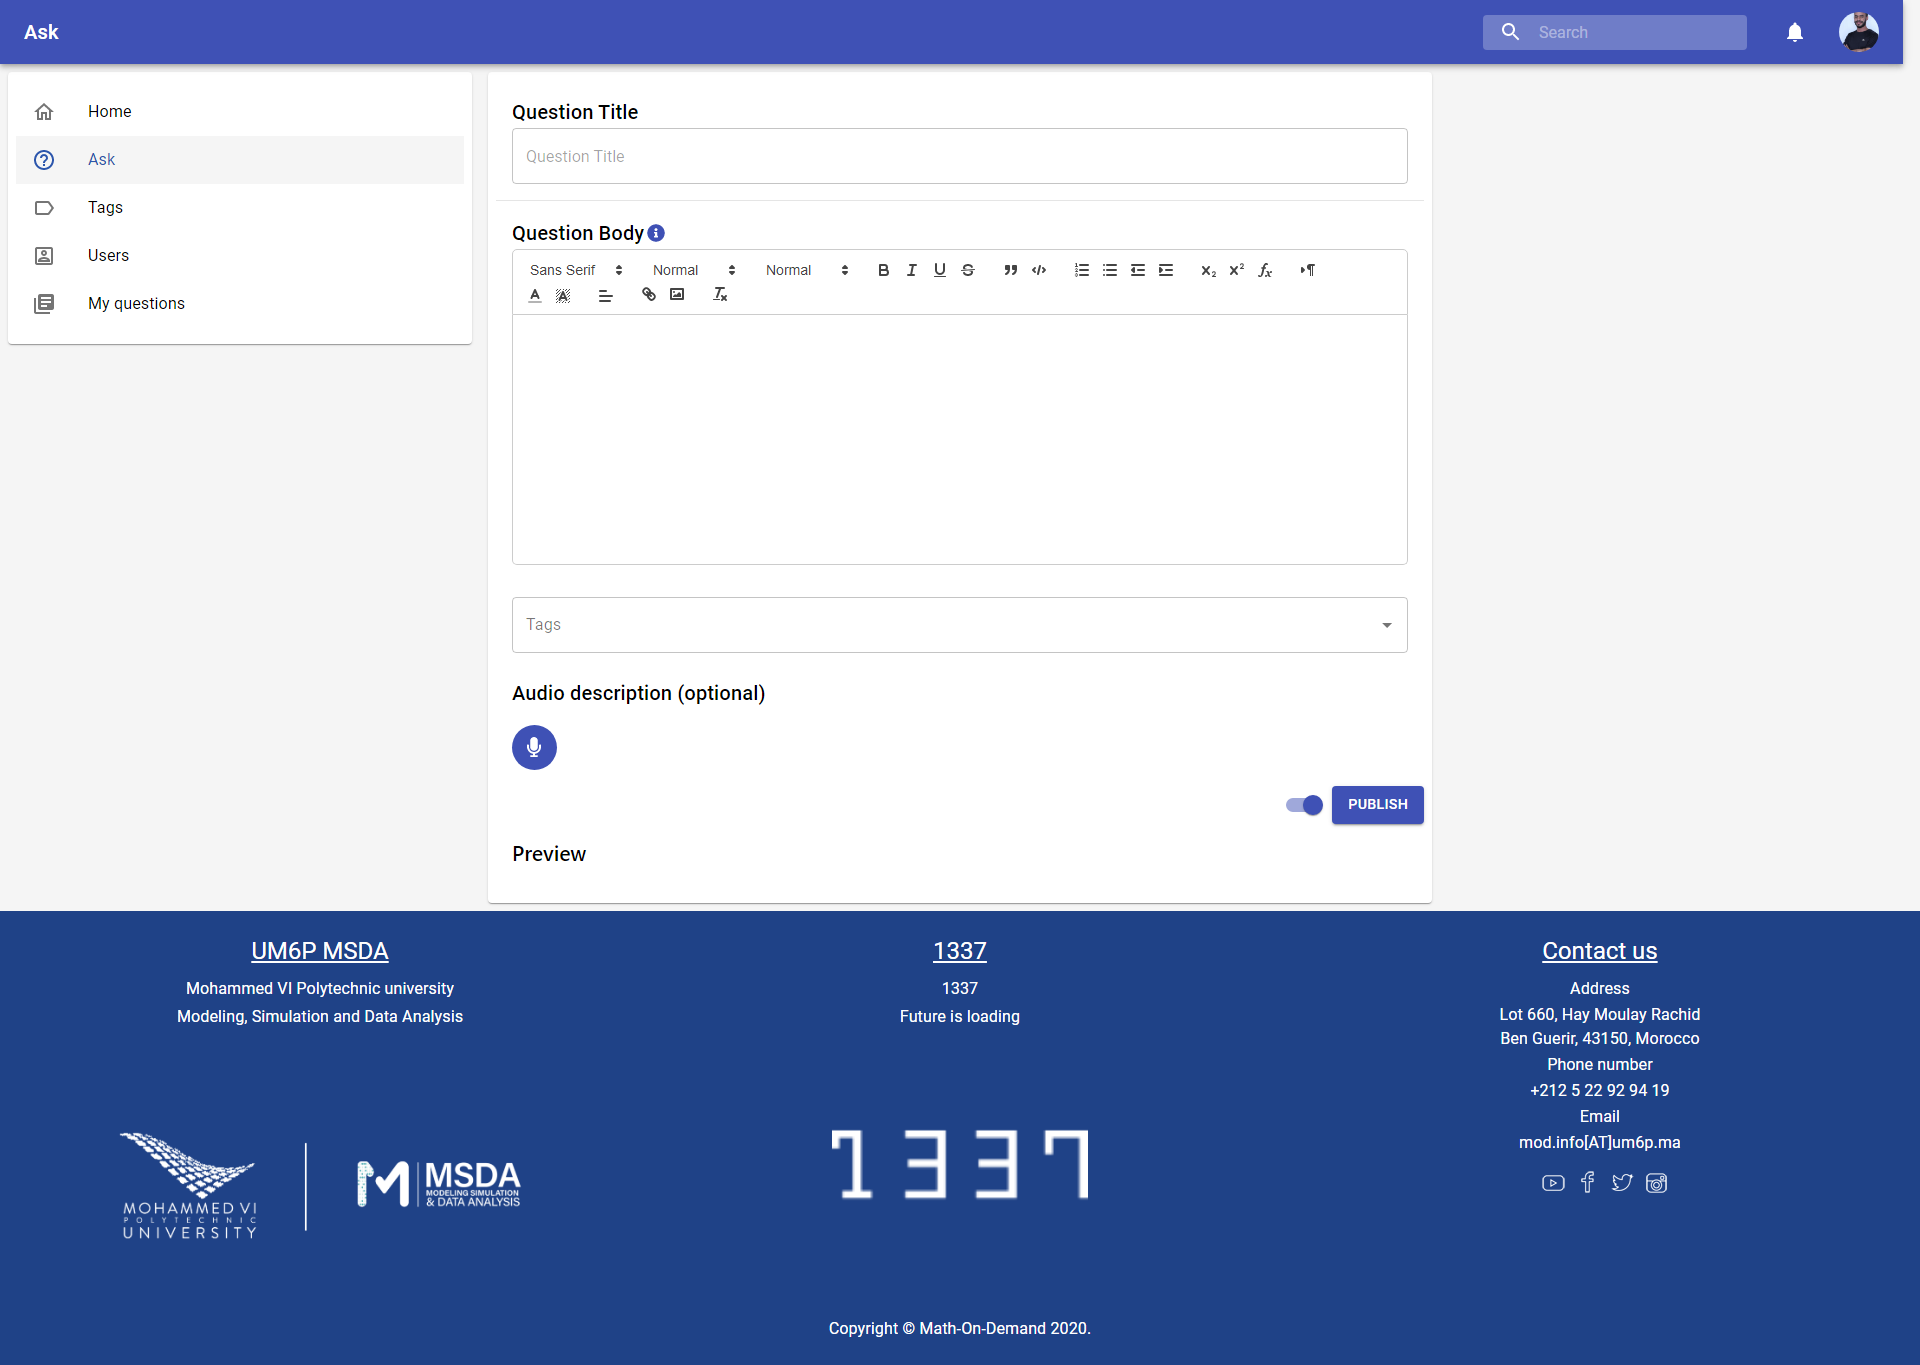 Ask
Search
Home
Ask
Tags
Users
My questions
Question Title
Question Title
Question Body
Sans Serif Normal Normal
Tags
Audio description (optional)
PUBLISH
Preview
UM6P MSDA
Mohammed VI Polytechnic university
Modeling, Simulation and Data Analysis
MOHAMMED VI
POLYTECHNIC
UNIVERSITY
MSDA
MODELING SIMULATION
& DATA ANALYSIS
1337
1337
Future is loading
1337
Contact us
Address
Lot 660, Hay Moulay Rachid
Ben Guerir, 43150, Morocco
Phone number
+212 5 22 92 94 19
Email
mod.info[AT]um6p.ma
Copyright © Math-On-Demand 2020.